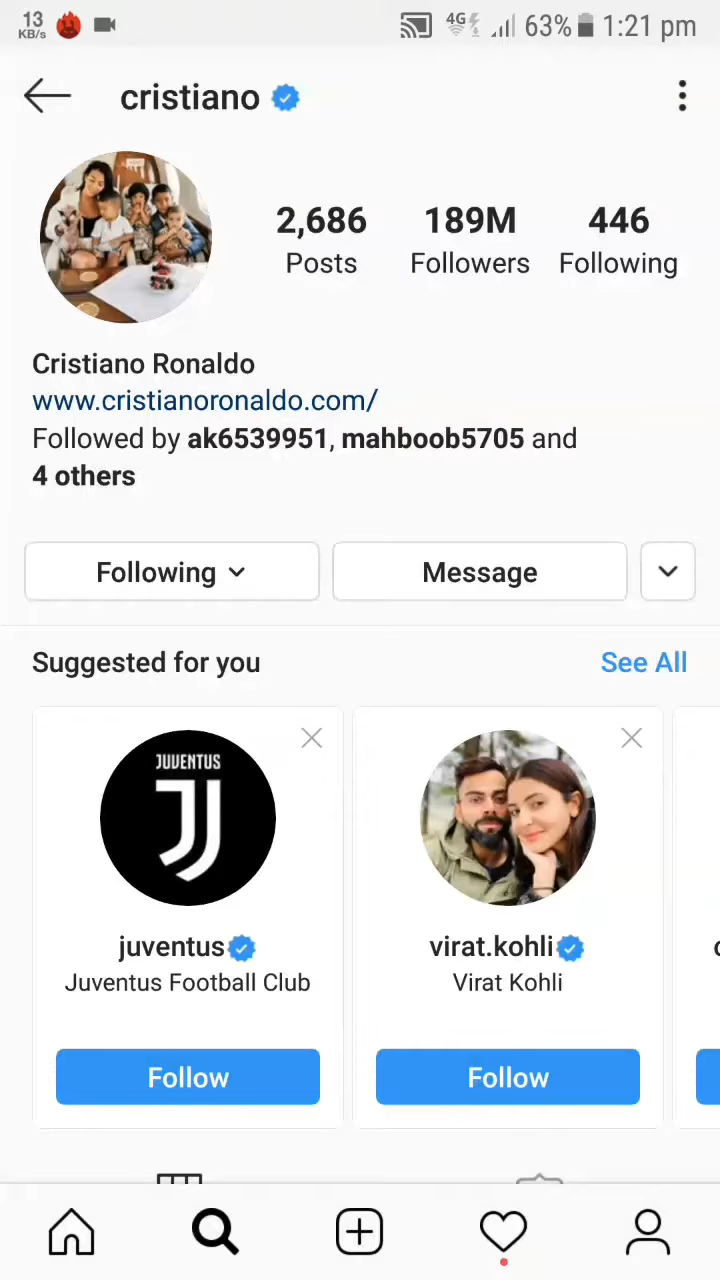 13
KB/s
4G
63%
1:21 pm
cristiano
2,686
189M
446
Posts
Followers
Following
Cristiano Ronaldo
www.cristianoronaldo.com/
Followed by ak6539951, mahboob5705 and
4 others
Following
Message
Suggested for you
See All
JUVENTUS
juventus
virat.kohli
Juventus Football Club
Virat Kohli
Follow
Follow